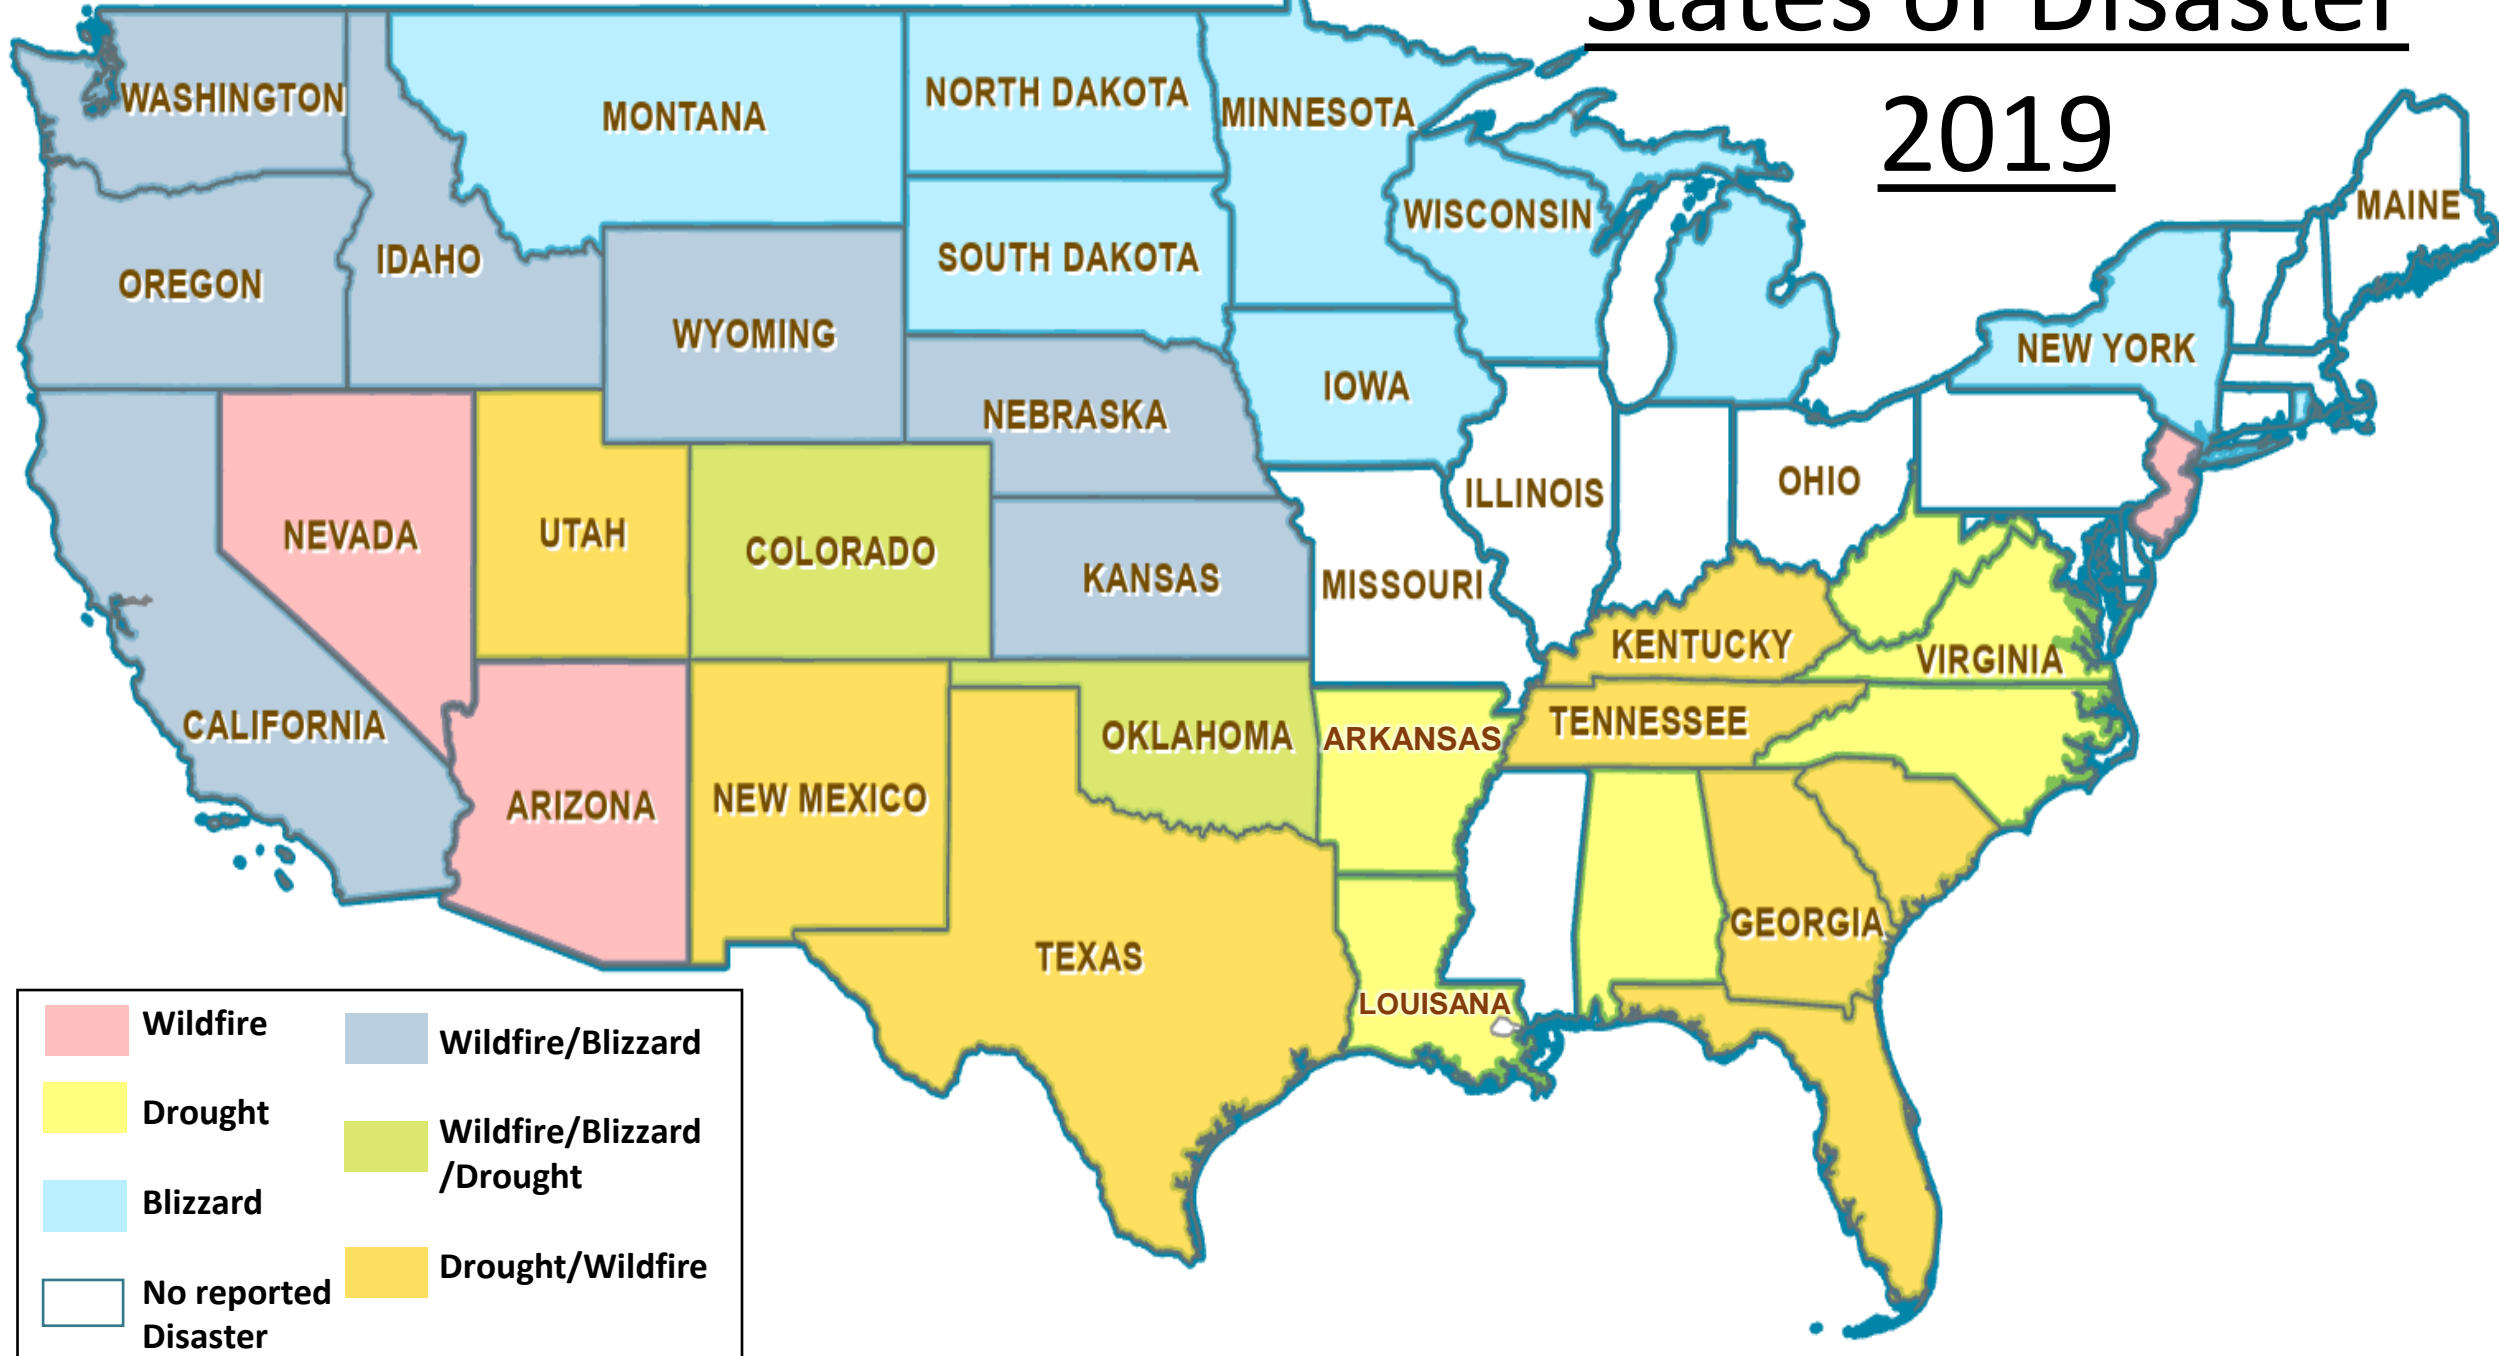 States of Disaster
2019
WASHINGTON
MONTANA
NORTH DAKOTA
MINNESOTA
MAINE
OREGON
IDAHO
SOUTH DAKOTA
WISCONSIN
WYOMING
NEW YORK
NEBRASKA
IOWA
NEVADA
UTAH
COLORADO
KANSAS
ILLINOIS
OHIO
MISSOURI
KENTUCKY
VIRGINIA
CALIFORNIA
ARIZONA
NEW MEXICO
OKLAHOMA
ARKANSAS
TENNESSEE
TEXAS
LOUISANA
GEORGIA
Wildfire
Drought
Blizzard
No reported
Disaster
Wildfire/Blizzard
Wildfire/Blizzard
/Drought
Drought/Wildfire